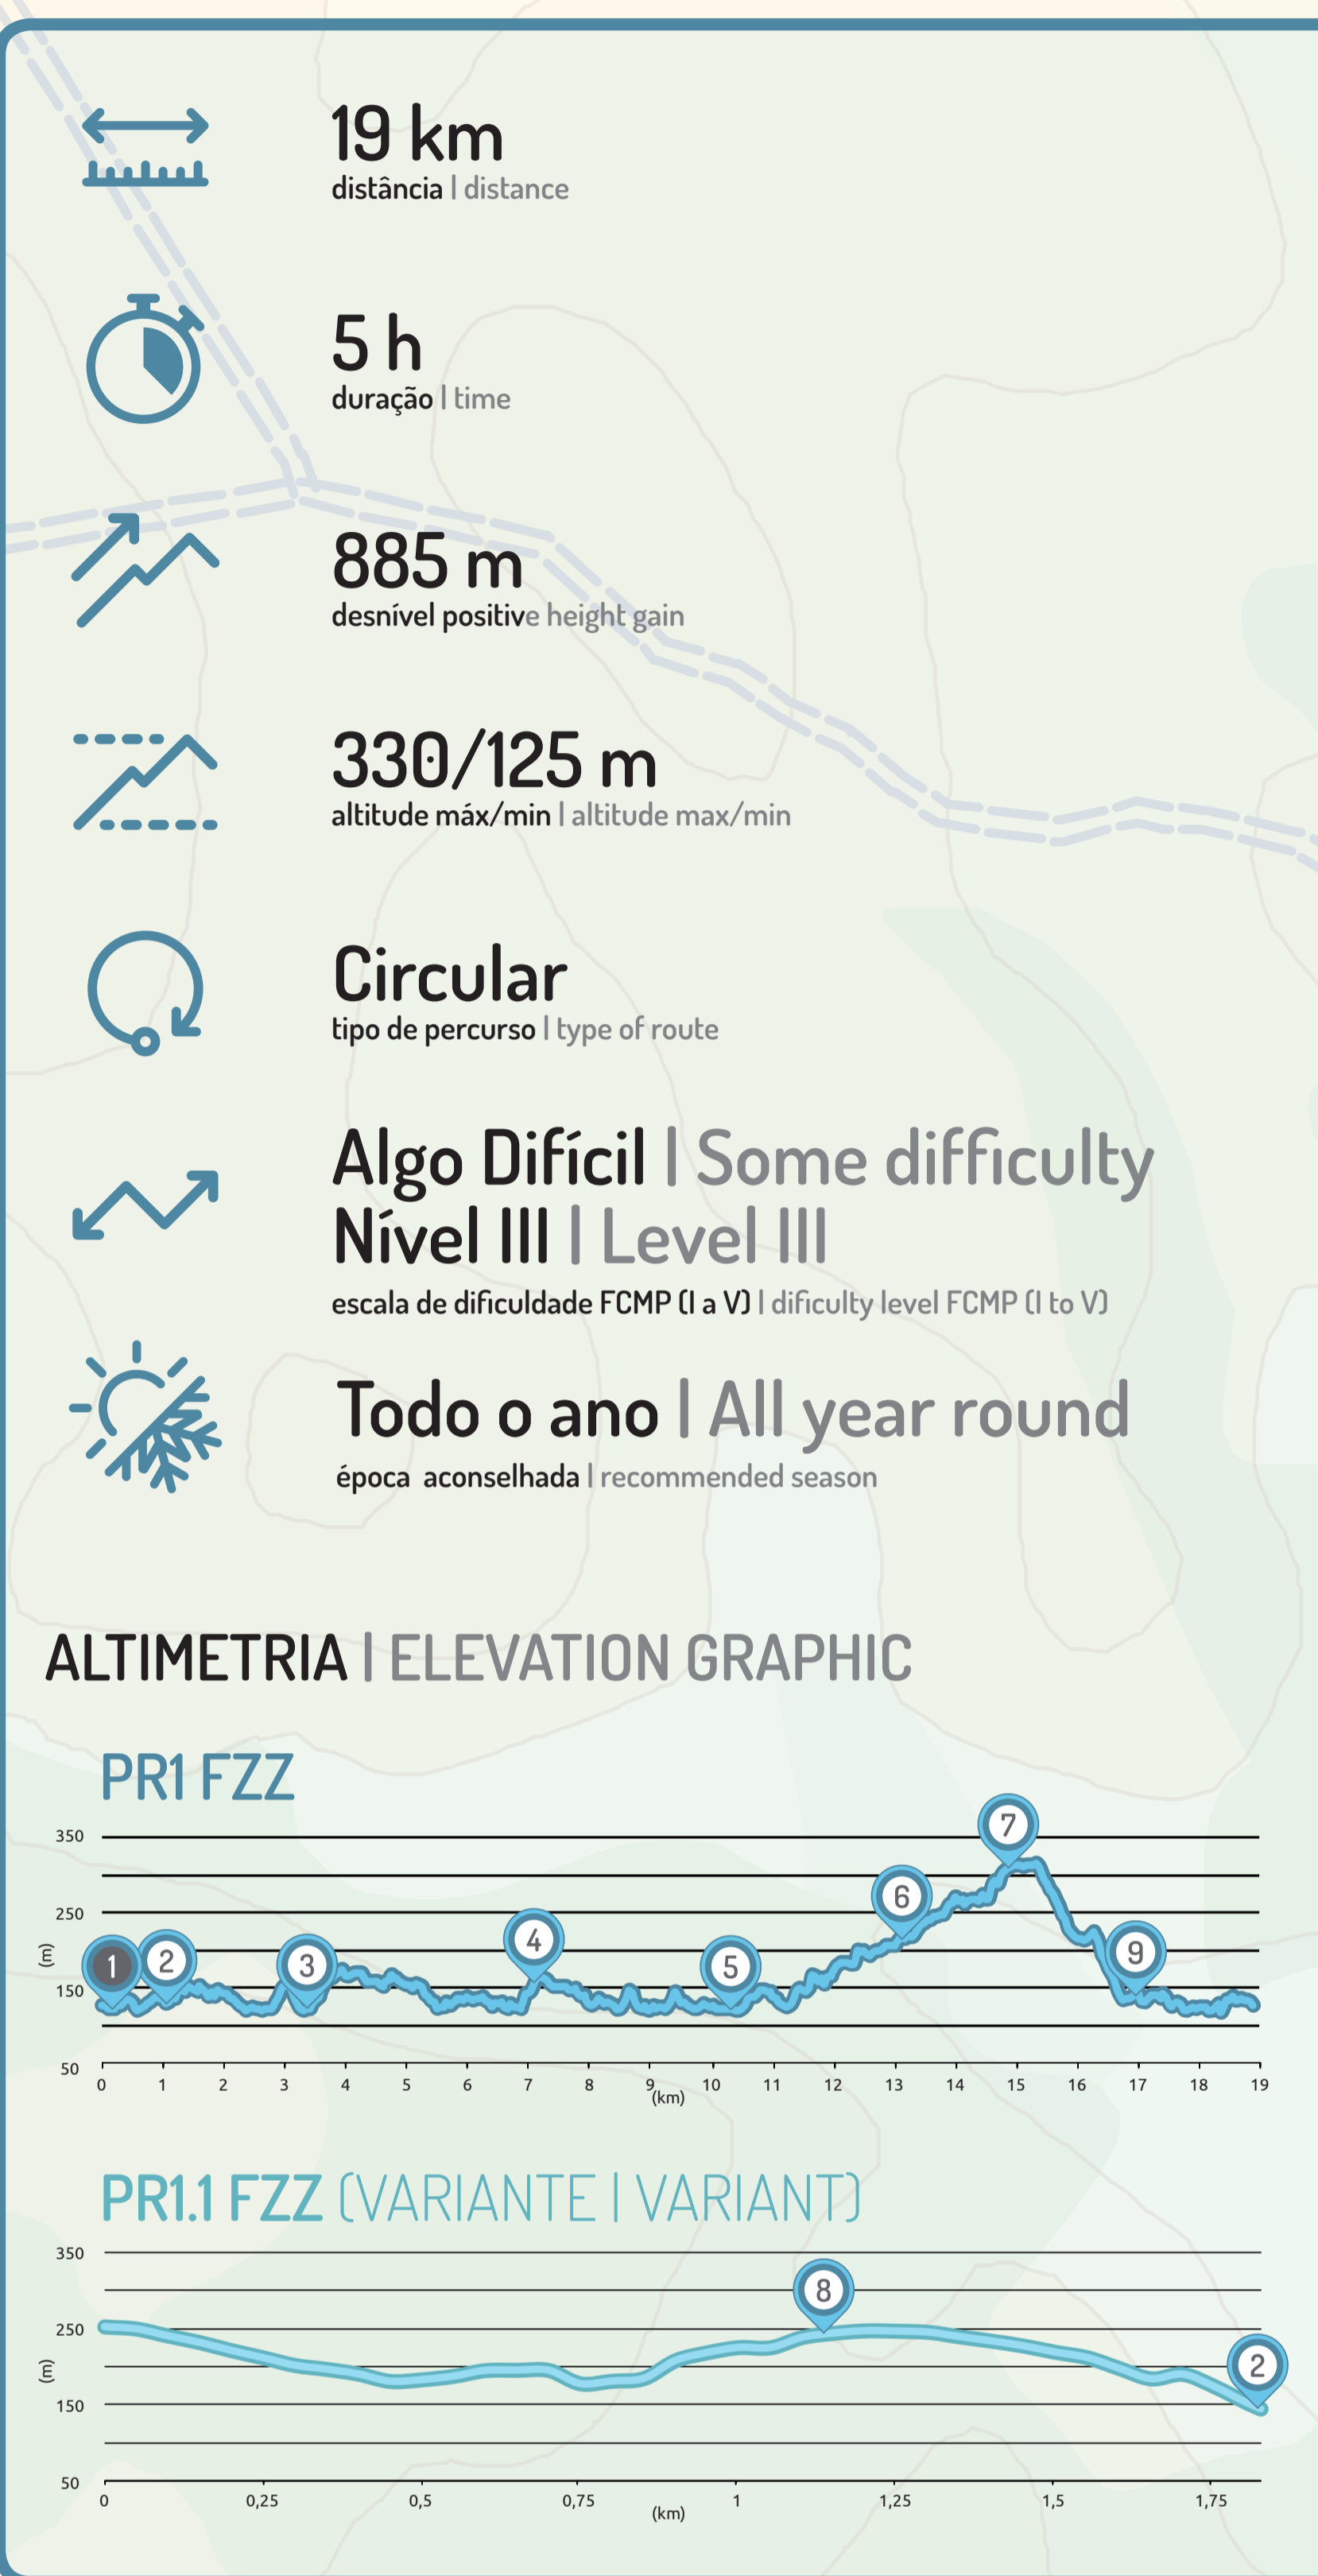 19 km
distância | distance
5 h
duração | time
885 m
desnível positive height gain
330/125 m
altitude máx/min | altitude max/min
Circular
tipo de percurso | type of route
Algo Difícil | Some difficulty
Nível III | Level III
escala de dificuldade FCMP (I a V) | dificulty level FCMP (I to V)
Todo o ano | All year round
época aconselhada | recommended season
ALTIMETRIA | ELEVATION GRAPHIC
PR1 FZZ
350
250
(m)
150
50
1 2 3 4 5 6 7 9
0 1 2 3 4 5 6 7 8 9 10 11 12 13 14 15 16 17 18 19
(km)
PR1.1 FZZ (VARIANTE | VARIANT)
350
250
(m)
150
50
8 2
0 0,25 0,5 0,75 1 1,25 1,5 1,75
(km)